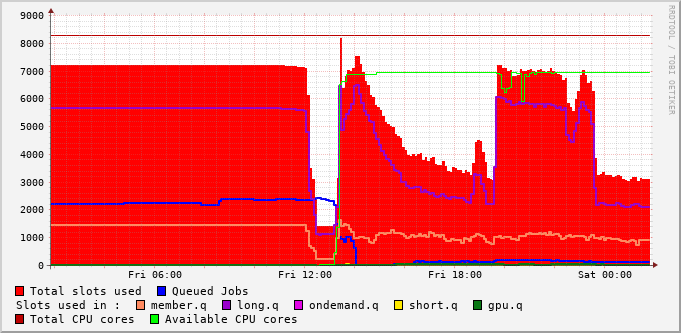 9000
8000
7000
6000
5000
4000
3000
2000
1000
0
Fri 06:00 Fri 12:00 Fri 18:00 Sat 00:00
RRDTOOL / TOBI OETIKER
Total slots used Queued Jobs
Slots used in : member.q long.q ondemand.q short.q gpu.q
Total CPU cores Available CPU cores